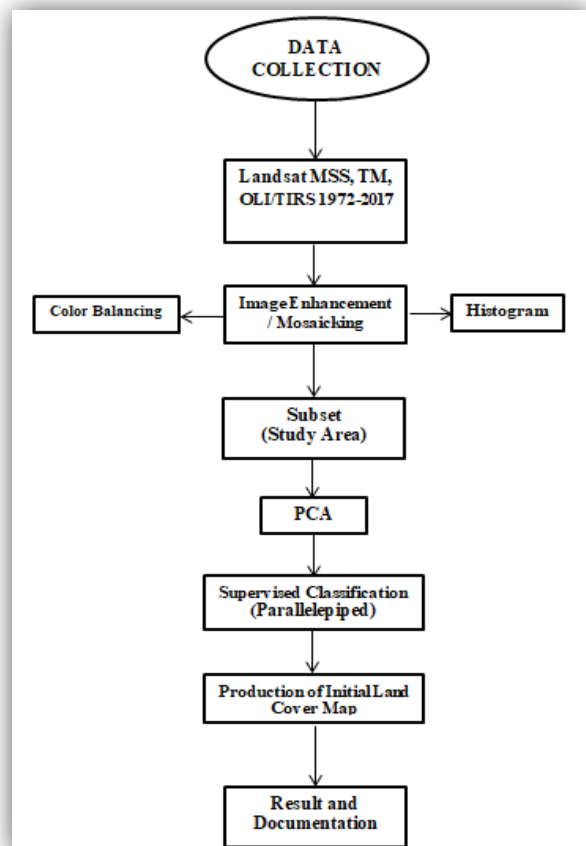 DATA
COLLECTION
Landsat MSS, TM,
OLI/TIRS 1972-2017
Color Balancing
Image Enhancement
/ Mosaicking
Histogram
Subset
(Study Area)
PCA
Supervised Classification
(Parallelepiped)
Production of Initial Land
Cover Map
Result and
Documentation